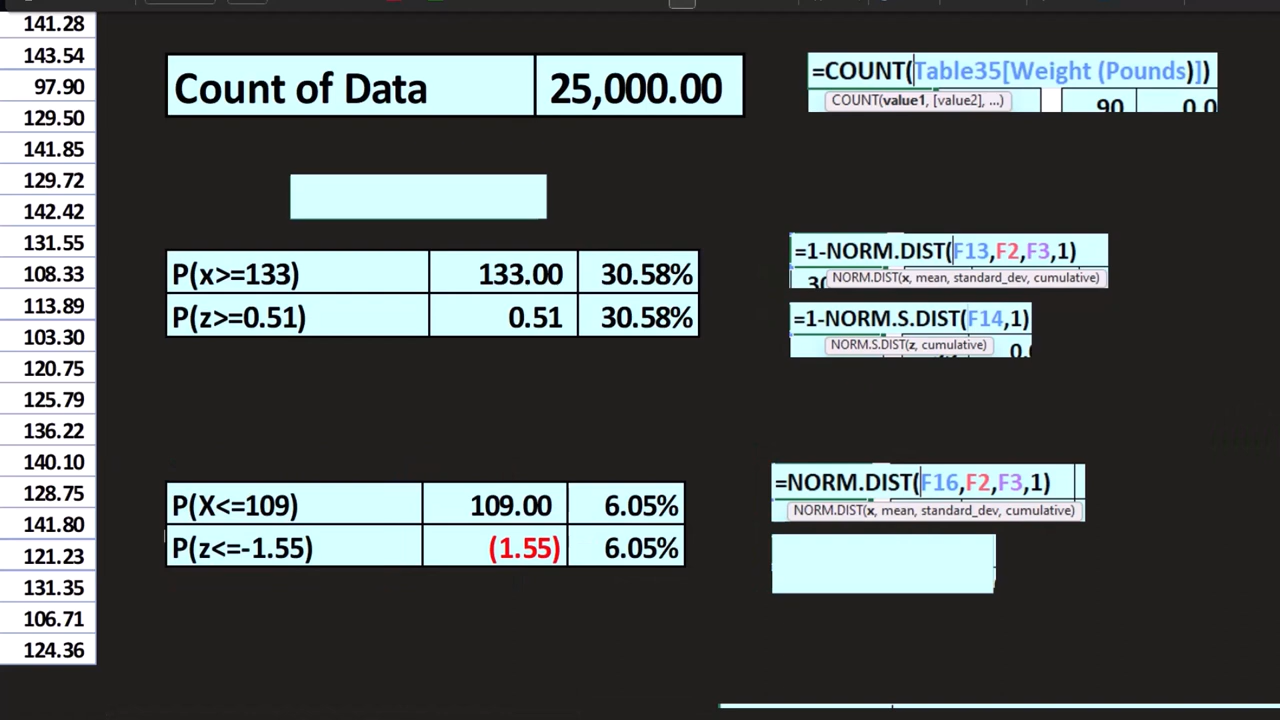 141.28
143.54
97.90
129.50
141.85
129.72
142.42
131.55
108.33
113.89
103.30
120.75
125.79
136.22
140.10
128.75
141.80
121.23
131.35
106.71
124.36
Count of Data 25,000.00
=COUNT(Table35[Weight (Pounds)])
COUNT(value1, [value2], ...)
90 0.0
P(x>=133) 133.00 30.58%
P(z>=0.51) 0.51 30.58%
=1-NORM.DIST(F13,F2,F3,1)
NORM.DIST(x, mean, standard_dev, cumulative)
=1-NORM.S.DIST(F14,1)
NORM.S.DIST(z, cumulative)
P(X<=109) 109.00 6.05%
P(z<=-1.55) (1.55) 6.05%
=NORM.DIST(F16,F2,F3,1)
NORM.DIST(x, mean, standard_dev, cumulative)